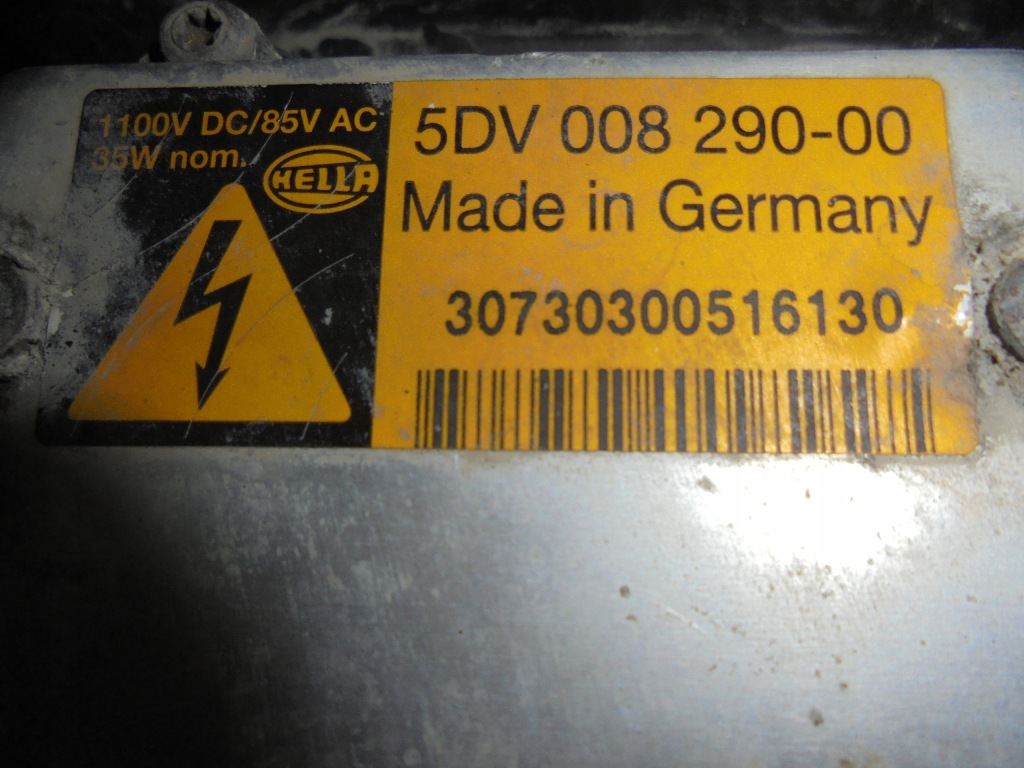 1100V DC/85V AC
35W nom.
HELLA
5DV 008 290-00
Made in Germany
30730300516130